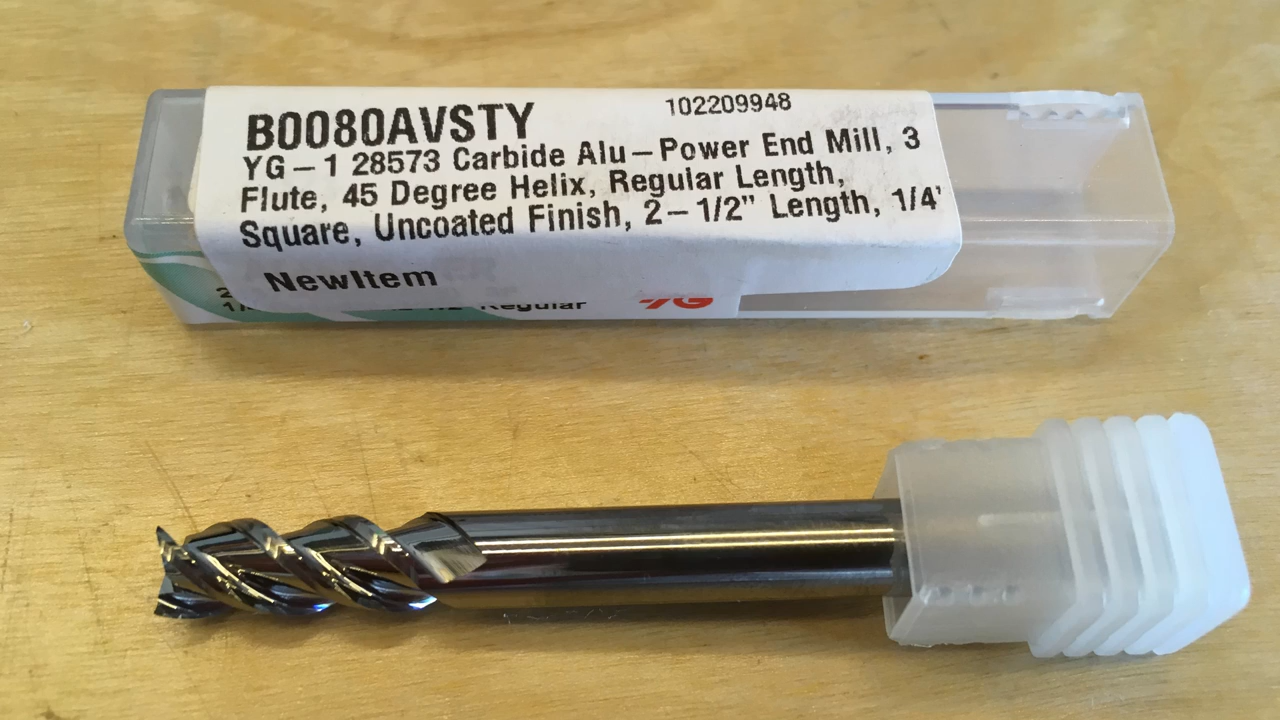 B0080AVSTY
102209948
YG-1 28573 Carbide Alu-Power End Mill, 3
Flute, 45 Degree Helix, Regular Length,
Square, Uncoated Finish, 2-1/2" Length, 1/4'
NewItem
Regular
YG